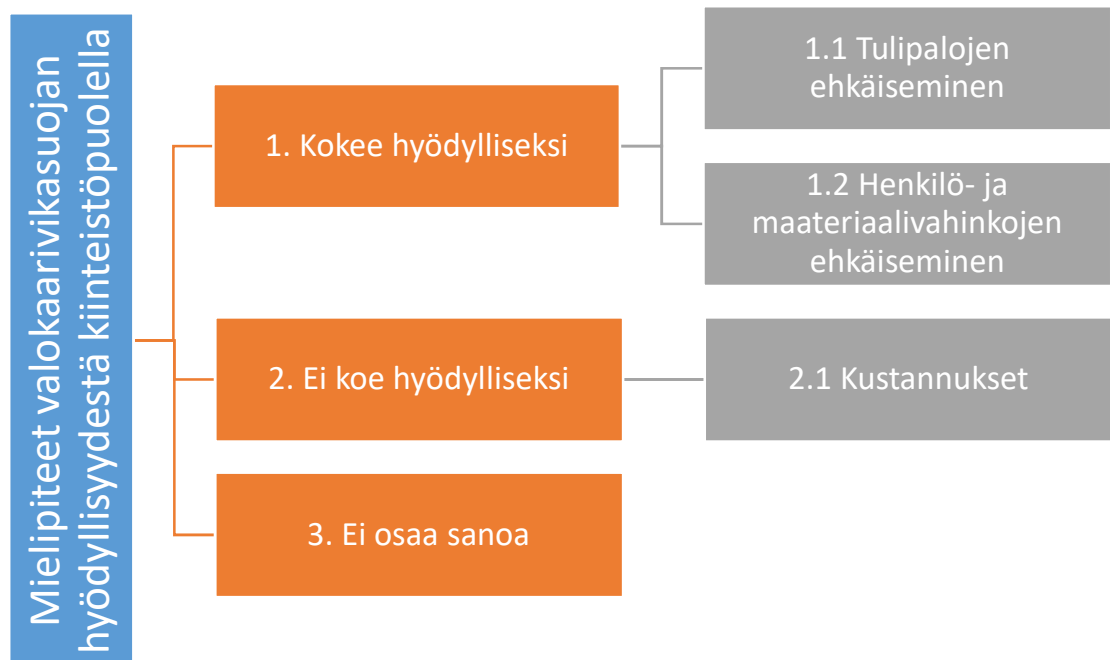 Mielipiteet valokaarivikasuojan
hyödyllisyydestä kiinteistöpuolella
1. Kokee hyödylliseksi
1.1 Tulipalojen
ehkäiseminen
1.2 Henkilö- ja
maateriaalivahinkojen
ehkäiseminen
2. Ei koe hyödylliseksi
2.1 Kustannukset
3. Ei osaa sanoa